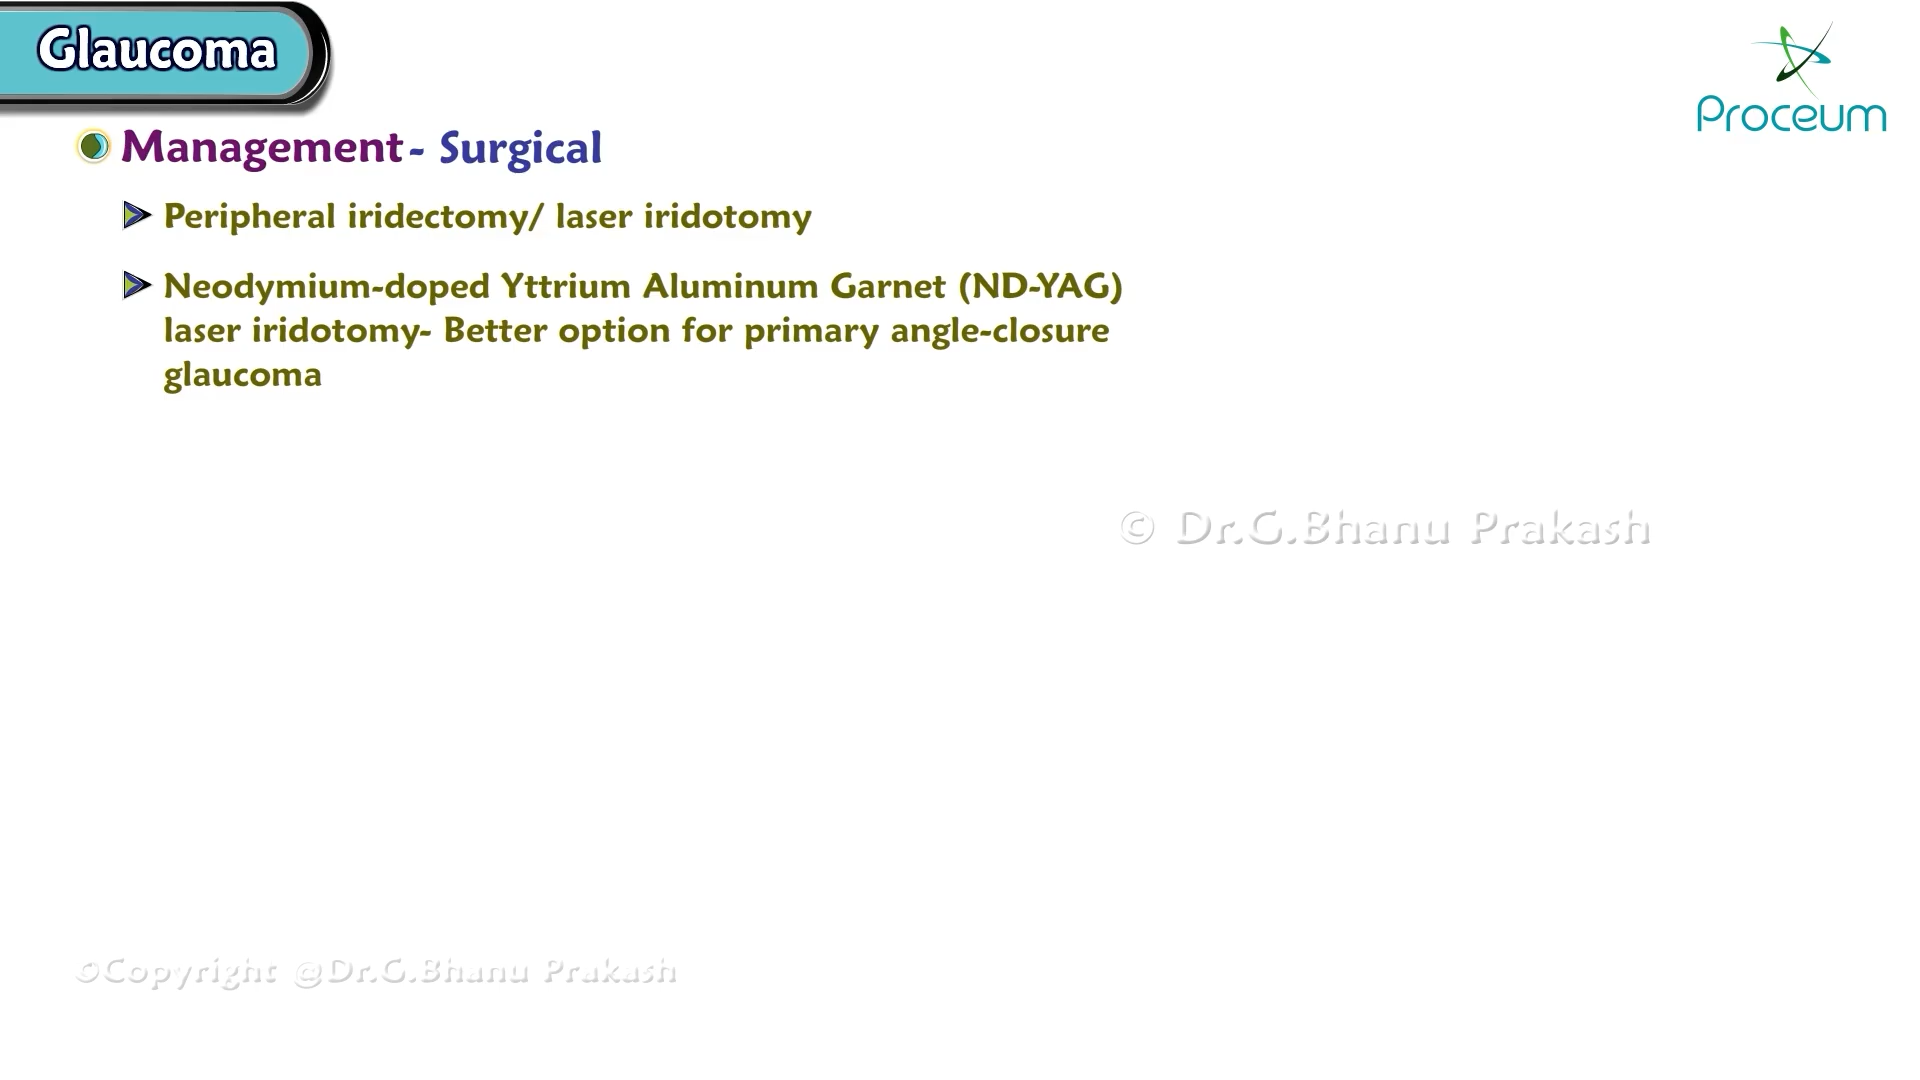 Glaucoma
Proceum
Management- Surgical
Peripheral iridectomy/ laser iridotomy
Neodymium-doped Yttrium Aluminum Garnet (ND-YAG)
laser iridotomy- Better option for primary angle-closure
glaucoma
© Dr.G.Bhanu Prakash
©Copyright @Dr.G.Bhanu Prakash